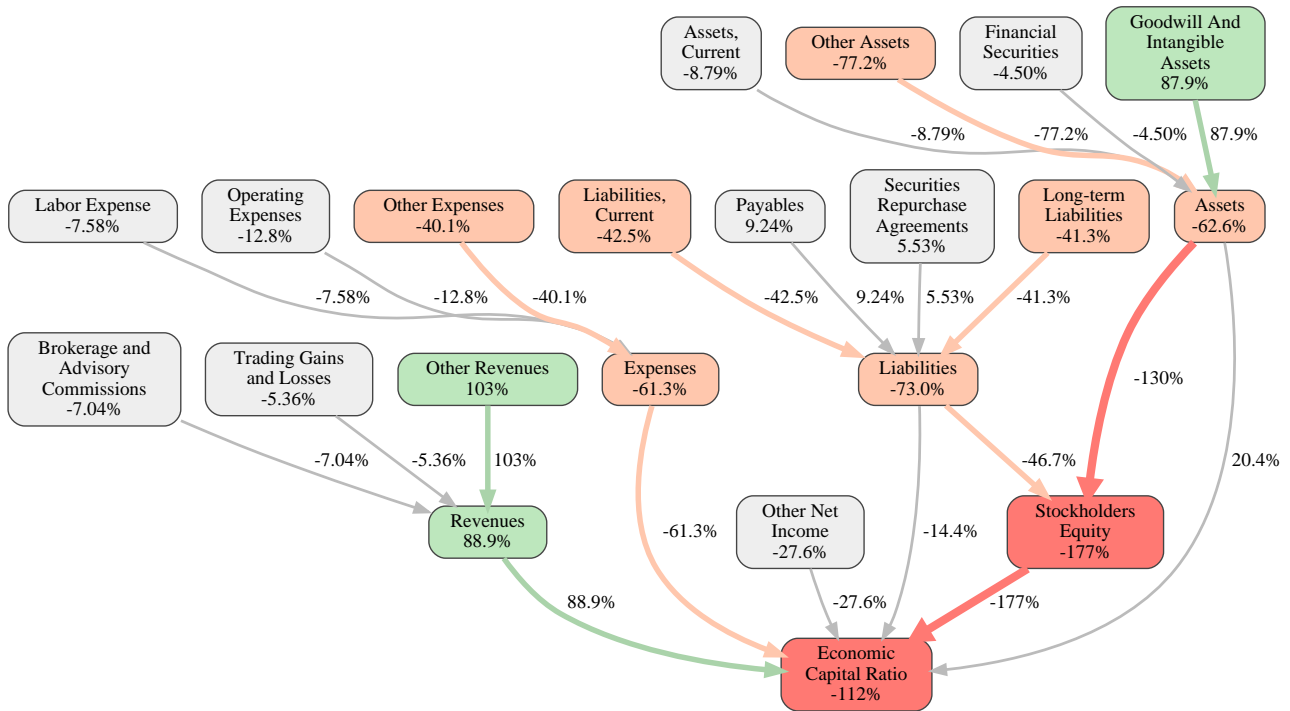 Assets,
Current
-8.79%
Other Assets
-77.2%
Financial
Securities
-4.50%
Goodwill And
Intangible
Assets
87.9%
-8.79%
-77.2%
-4.50%
87.9%
Labor Expense
-7.58%
Operating
Expenses
-12.8%
Other Expenses
-40.1%
Liabilities,
Current
-42.5%
Payables
9.24%
Securities
Repurchase
Agreements
5.53%
Long-term
Liabilities
-41.3%
Assets
-62.6%
-7.58%
-12.8%
-40.1%
-42.5%
9.24%
5.53%
-41.3%
Brokerage and
Advisory
Commissions
-7.04%
Trading Gains
and Losses
-5.36%
Other Revenues
103%
Expenses
-61.3%
Liabilities
-73.0%
-130%
-7.04%
-5.36%
103%
-46.7%
20.4%
Revenues
88.9%
-61.3%
Other Net
Income
-27.6%
-14.4%
Stockholders
Equity
-177%
88.9%
-27.6%
-177%
Economic
Capital Ratio
-112%